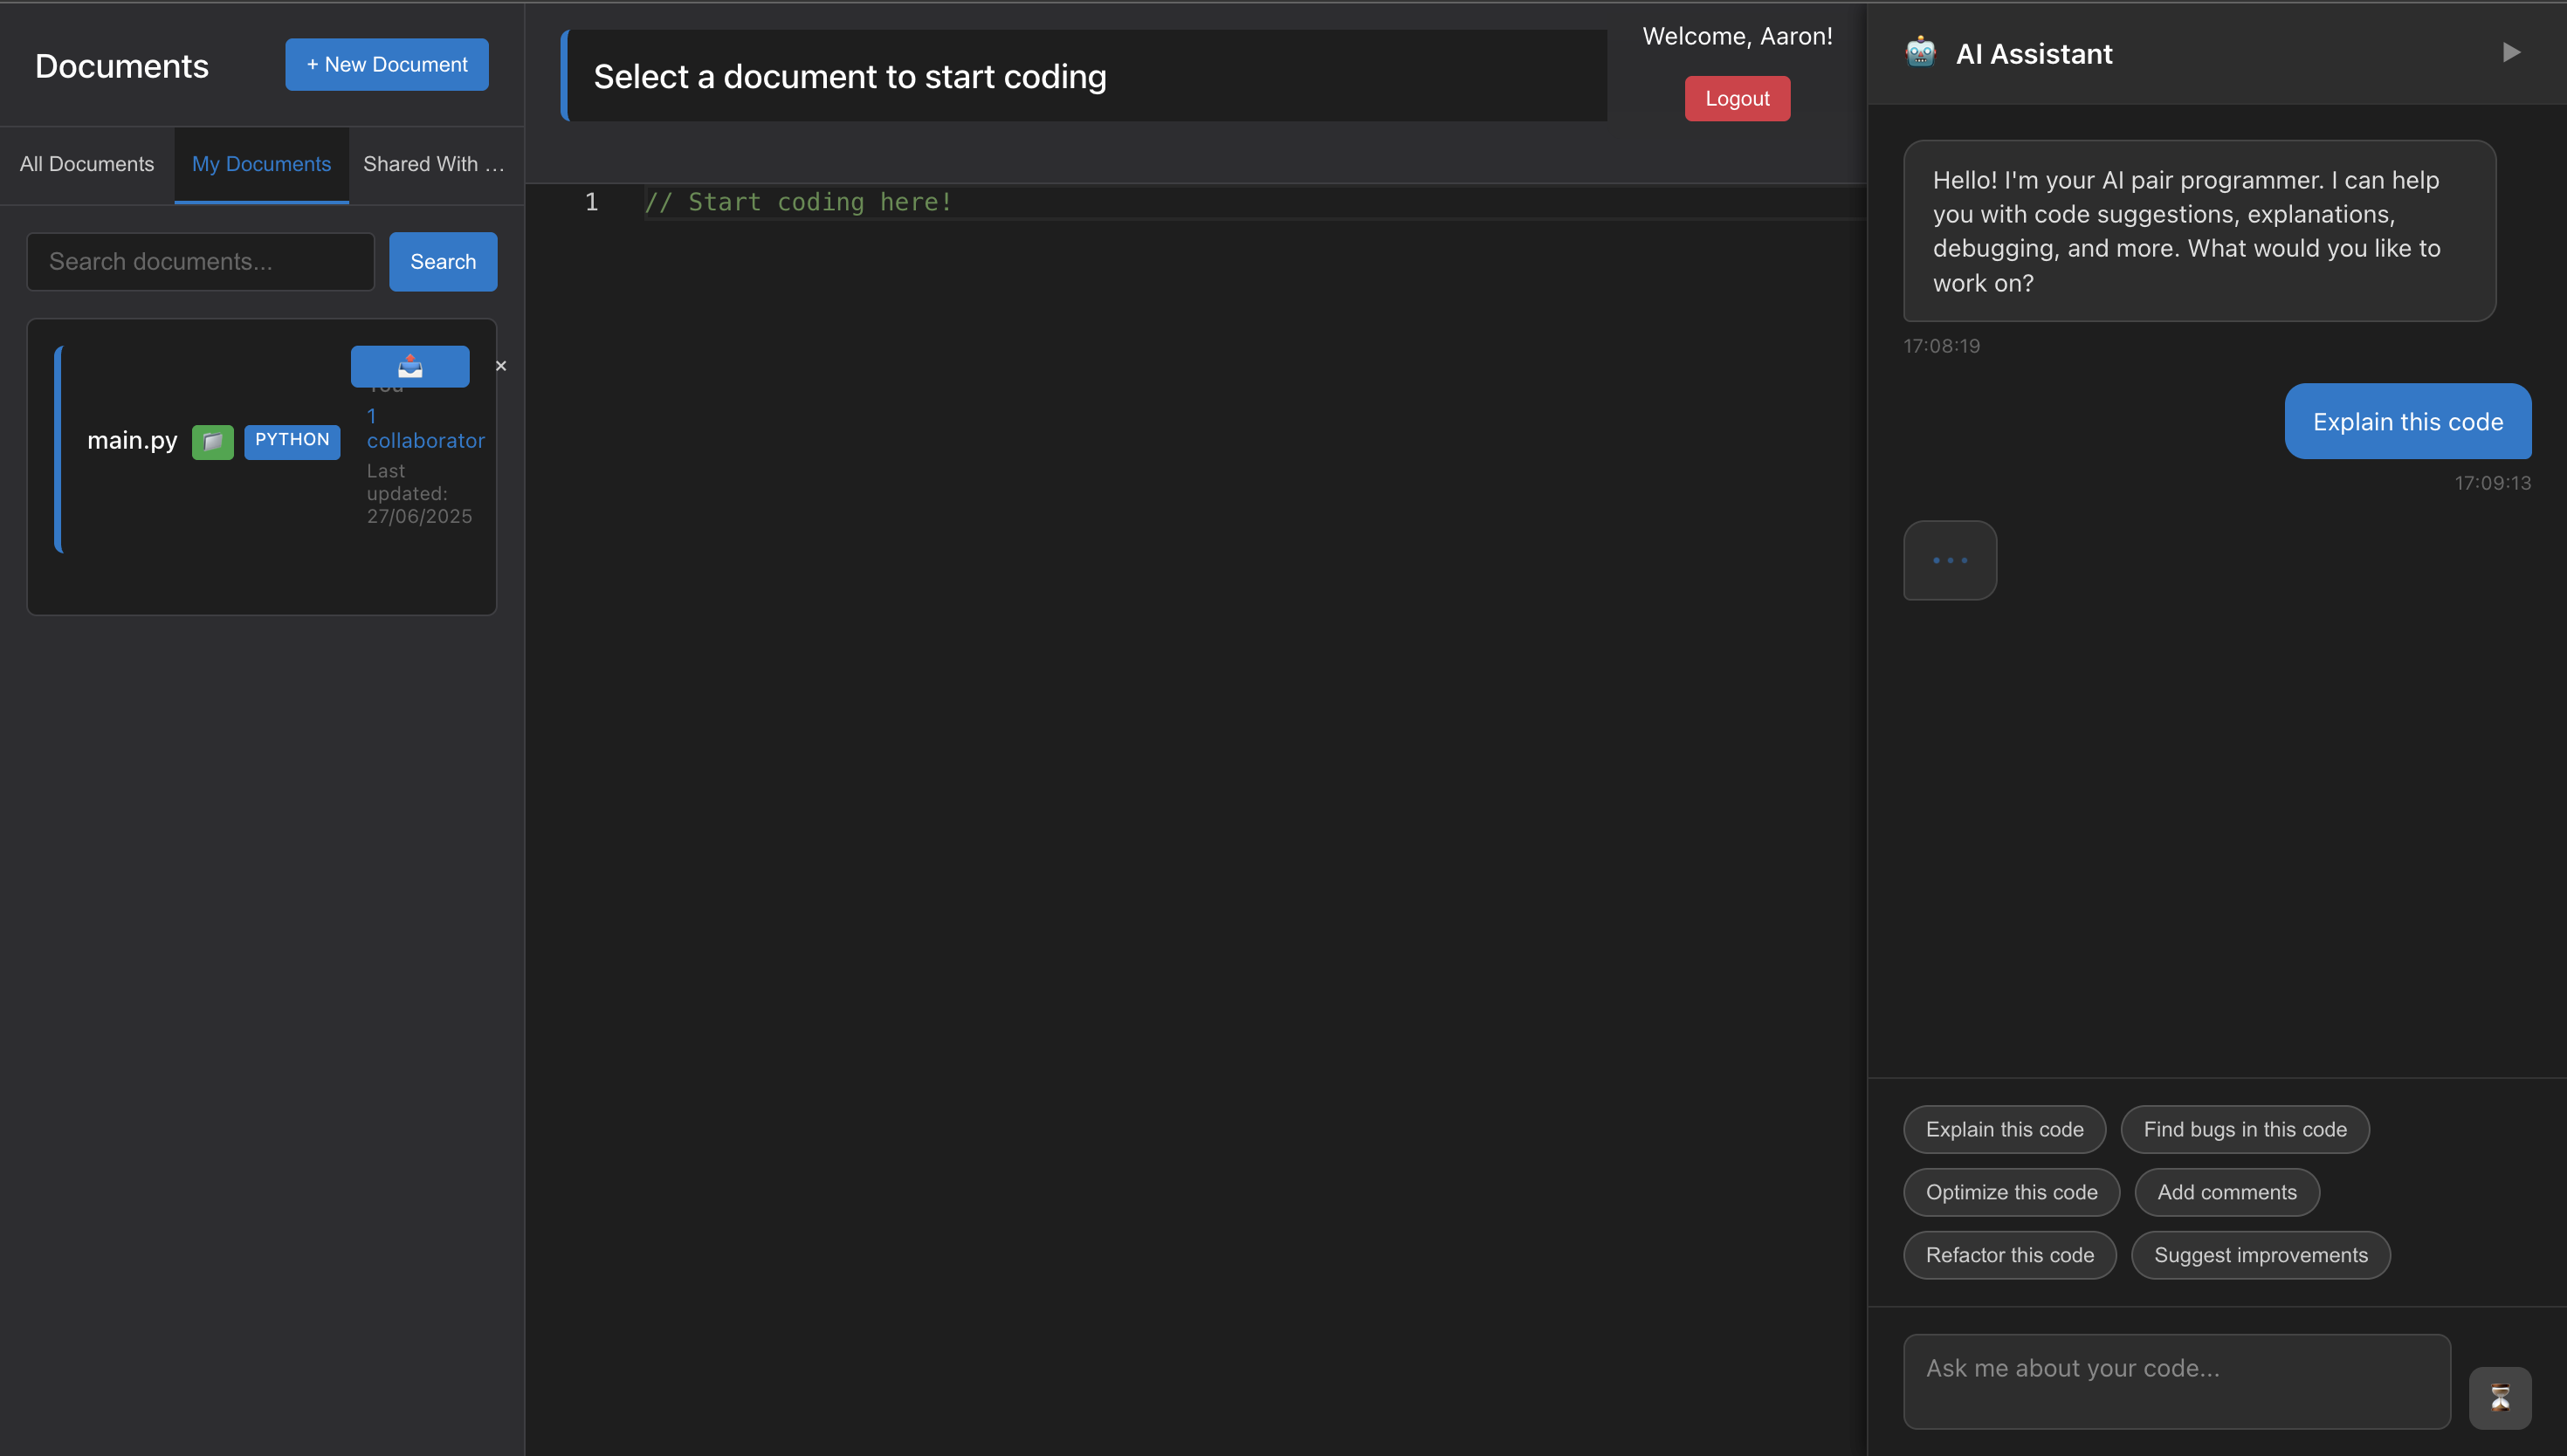 Documents
+ New Document
All Documents
My Documents
Shared With ...
Search documents...
Search
main.py
PYTHON
You
1
collaborator
Last
updated:
27/06/2025
×
Select a document to start coding
Welcome, Aaron!
Logout
1
// Start coding here!
AI Assistant
Hello! I'm your AI pair programmer. I can help
you with code suggestions, explanations,
debugging, and more. What would you like to
work on?
17:08:19
Explain this code
17:09:13
Explain this code
Find bugs in this code
Optimize this code
Add comments
Refactor this code
Suggest improvements
Ask me about your code...